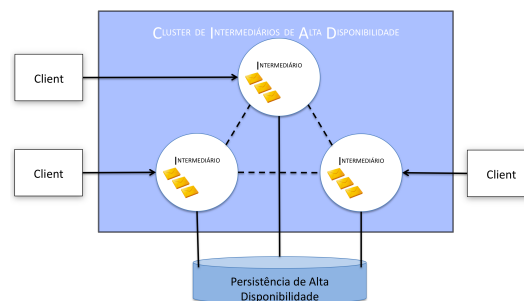 Cluster de Intermediários de Alta Disponibilidade
Intermediário
Client
Client
Intermediário
Intermediário
Client
Persistência de Alta
Disponibilidade